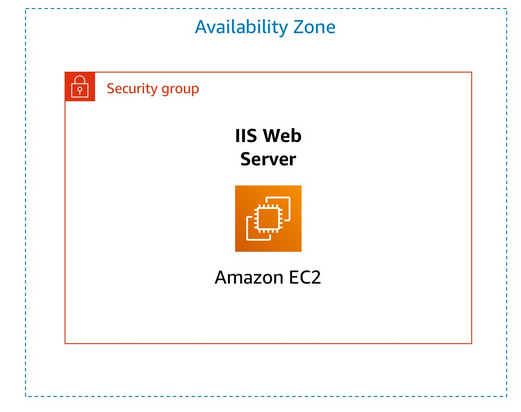 Availability Zone
Security group
IIS Web
Server
Amazon EC2